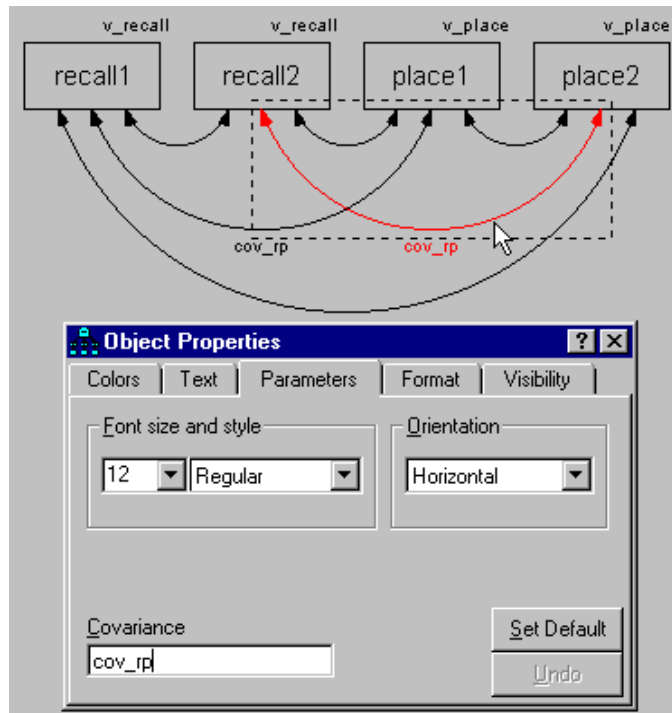 v_recall v_recall v_place v_place
recall1 recall2 place1 place2
cov_rp cov_rp
Object Properties ?
Colors Text Parameters Format Visibility
Font size and style Orientation
12 Regular Horizontal
Covariance Set Default
cov_rp
Undo